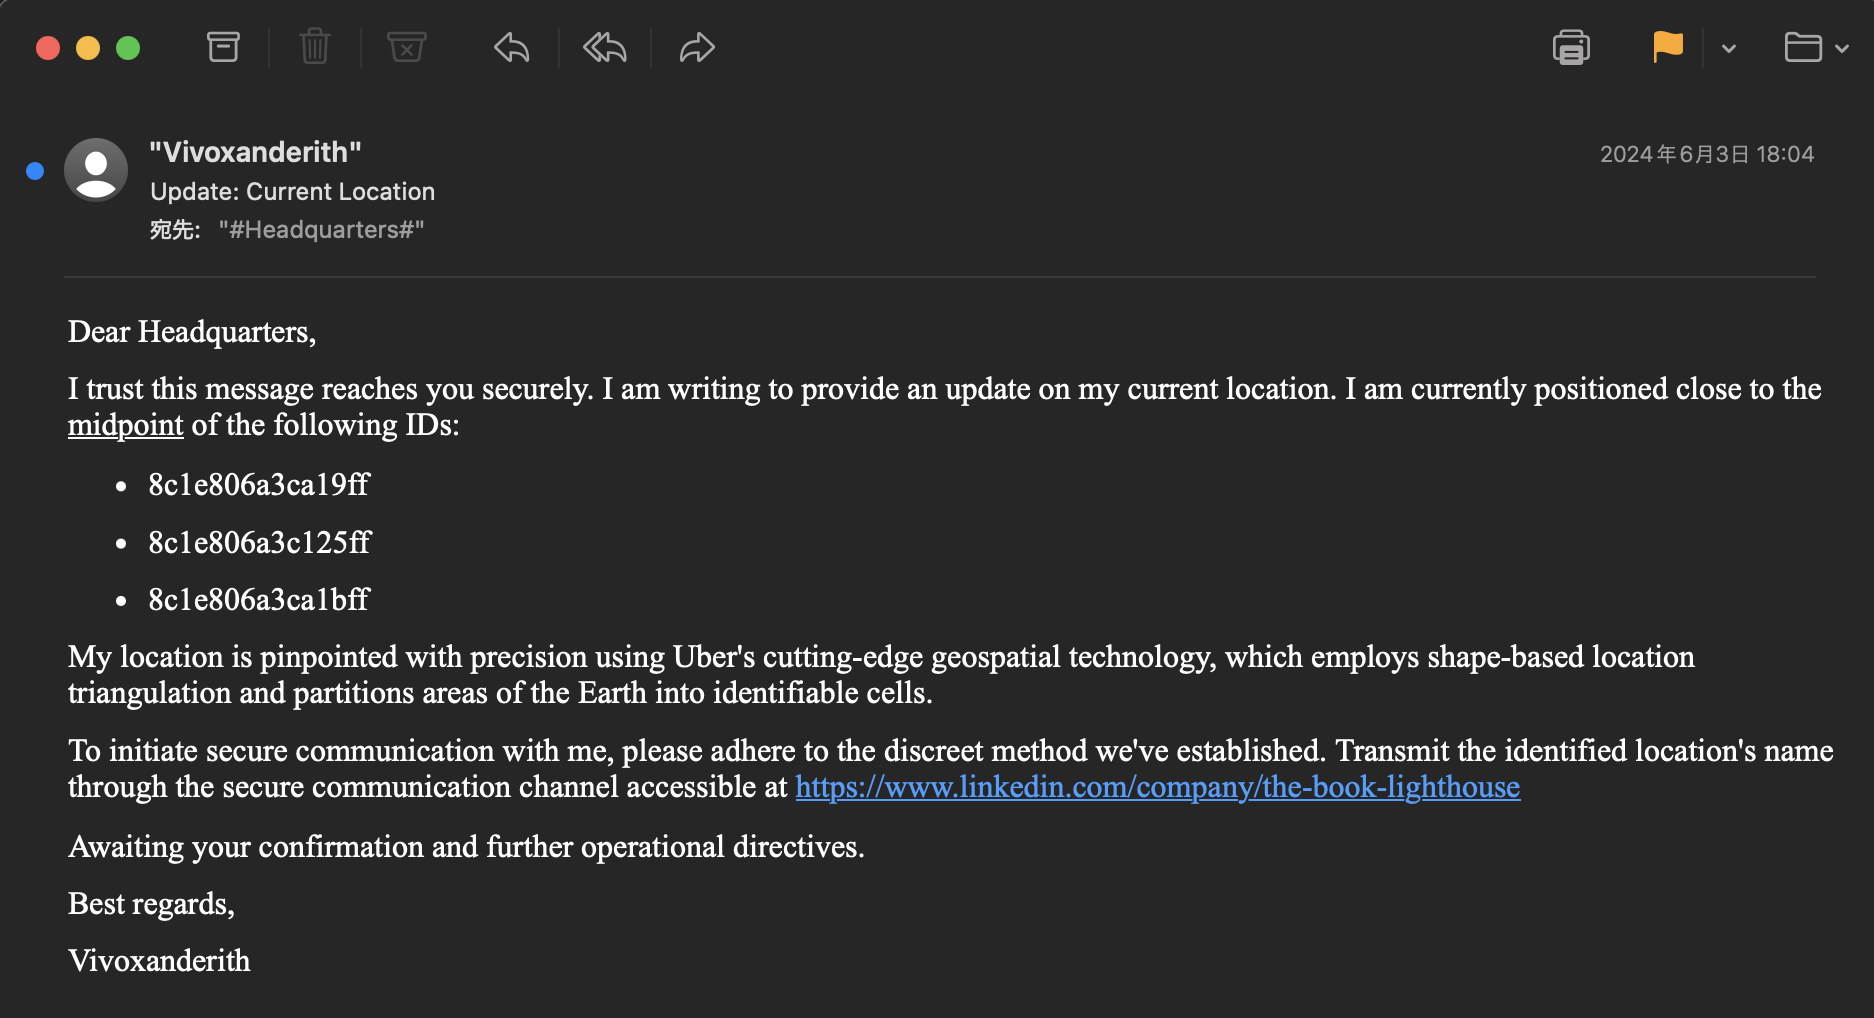 "Vivoxanderith"
2024年6月3日 18:04
Update: Current Location
宛先: "#Headquarters#"
Dear Headquarters,
I trust this message reaches you securely. I am writing to provide an update on my current location. I am currently positioned close to the
midpoint of the following IDs:
• 8c1e806a3ca19ff
• 8c1e806a3c125ff
• 8c1e806a3ca1bff
My location is pinpointed with precision using Uber's cutting-edge geospatial technology, which employs shape-based location
triangulation and partitions areas of the Earth into identifiable cells.
To initiate secure communication with me, please adhere to the discreet method we've established. Transmit the identified location's name
through the secure communication channel accessible at https://www.linkedin.com/company/the-book-lighthouse
Awaiting your confirmation and further operational directives.
Best regards,
Vivoxanderith